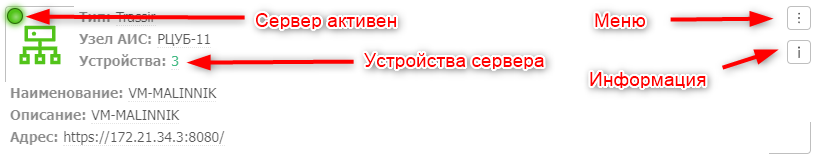 Тип: Trassir
Сервер активен
Меню
Узел АИС: РЦУБ-11
Устройства: 3
Устройства сервера
Информация
Наименование: VM-MALINNIK
Описание: VM-MALINNIK
Адрес: https://172.21.34.3:8080/